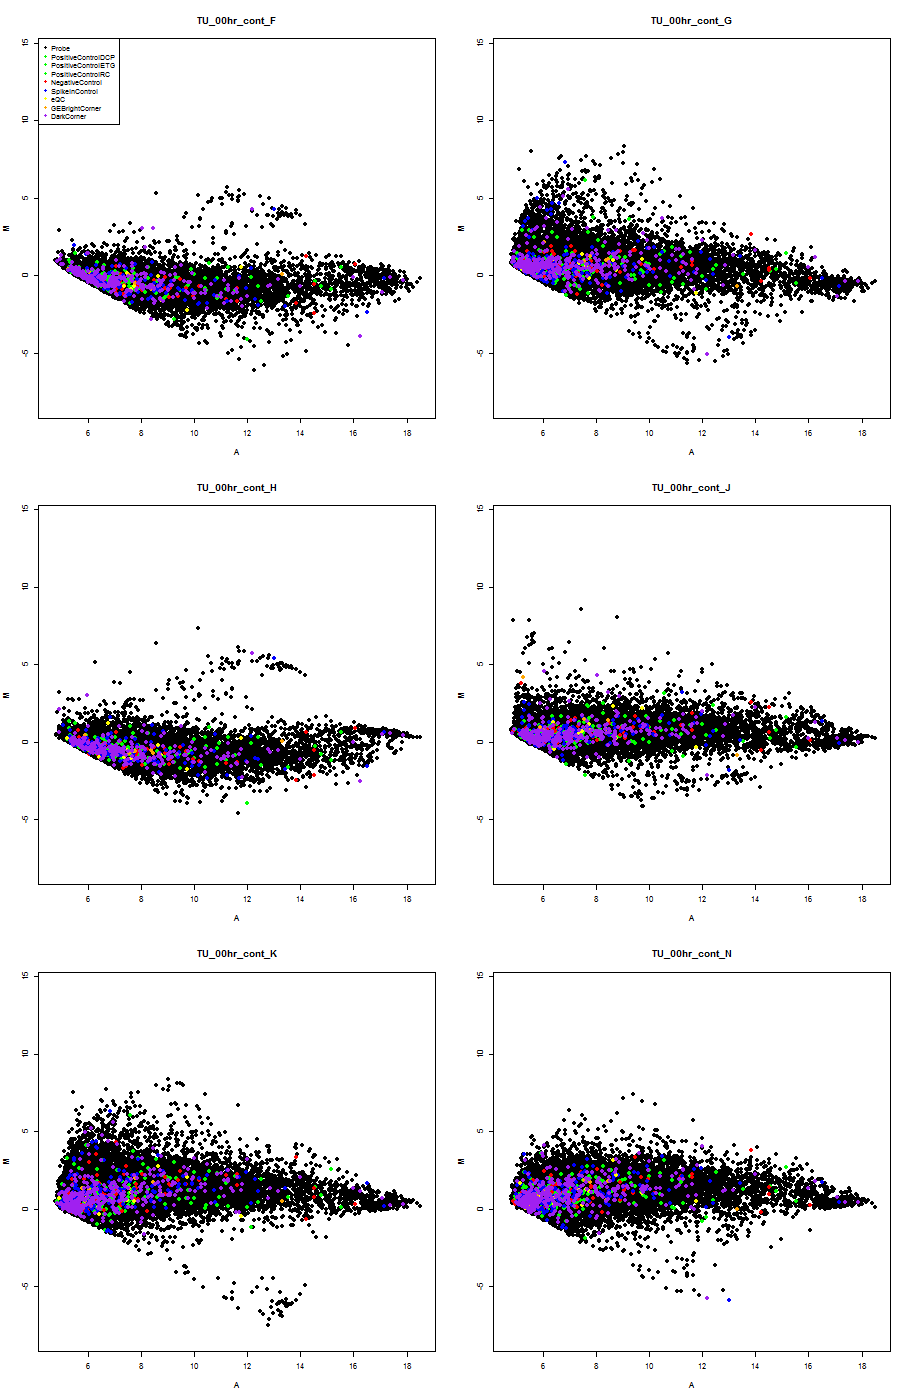 TU_00hr_cont_F
15
10
5
0
-5
M
Probe
PositiveControlDCP
PositiveControlETG
PositiveControlRC
NegativeControl
SpikeInControl
eQC
GEBrightCorner
DarkCorner
6 8 10 12 14 16 18
A
TU_00hr_cont_G
15
10
5
0
-5
M
6 8 10 12 14 16 18
A
TU_00hr_cont_H
15
10
5
0
-5
M
6 8 10 12 14 16 18
A
TU_00hr_cont_J
15
10
5
0
-5
M
6 8 10 12 14 16 18
A
TU_00hr_cont_K
15
10
5
0
-5
M
6 8 10 12 14 16 18
A
TU_00hr_cont_N
15
10
5
0
-5
M
6 8 10 12 14 16 18
A